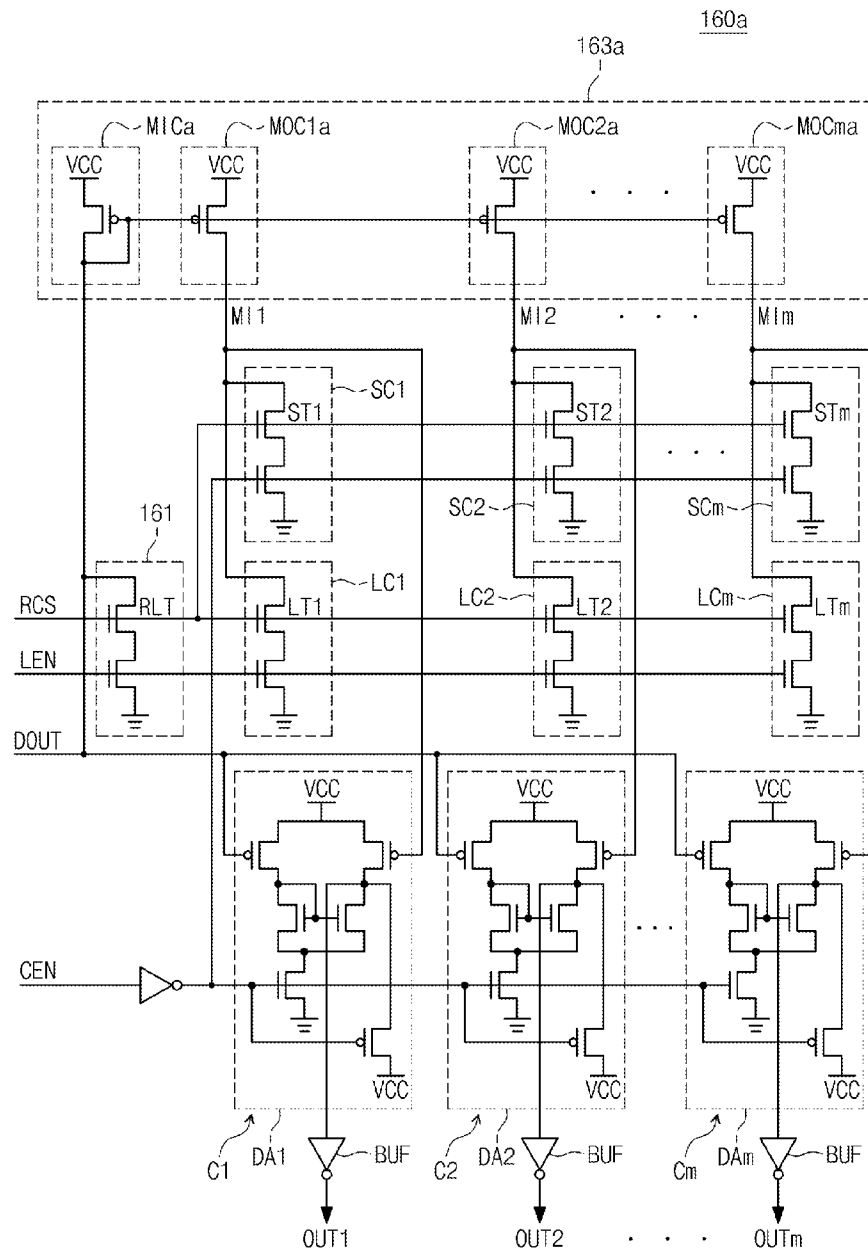 160a
163a
MICa MOC1a MOC2a MOCma
VCC VCC VCC VCC
. . .
MI1 MI2 . . . MIm
SC1
ST1 ST2 STm
. . .
SC2 SCm
161
LC1 LC2 LCm
RCS RLT LT1 LT2 LTm
LEN
DOUT
VCC VCC VCC
. . .
CEN
VCC VCC VCC
C1 DA1 BUF C2 DA2 BUF Cm DAm BUF
OUT1 OUT2 . . . OUTm